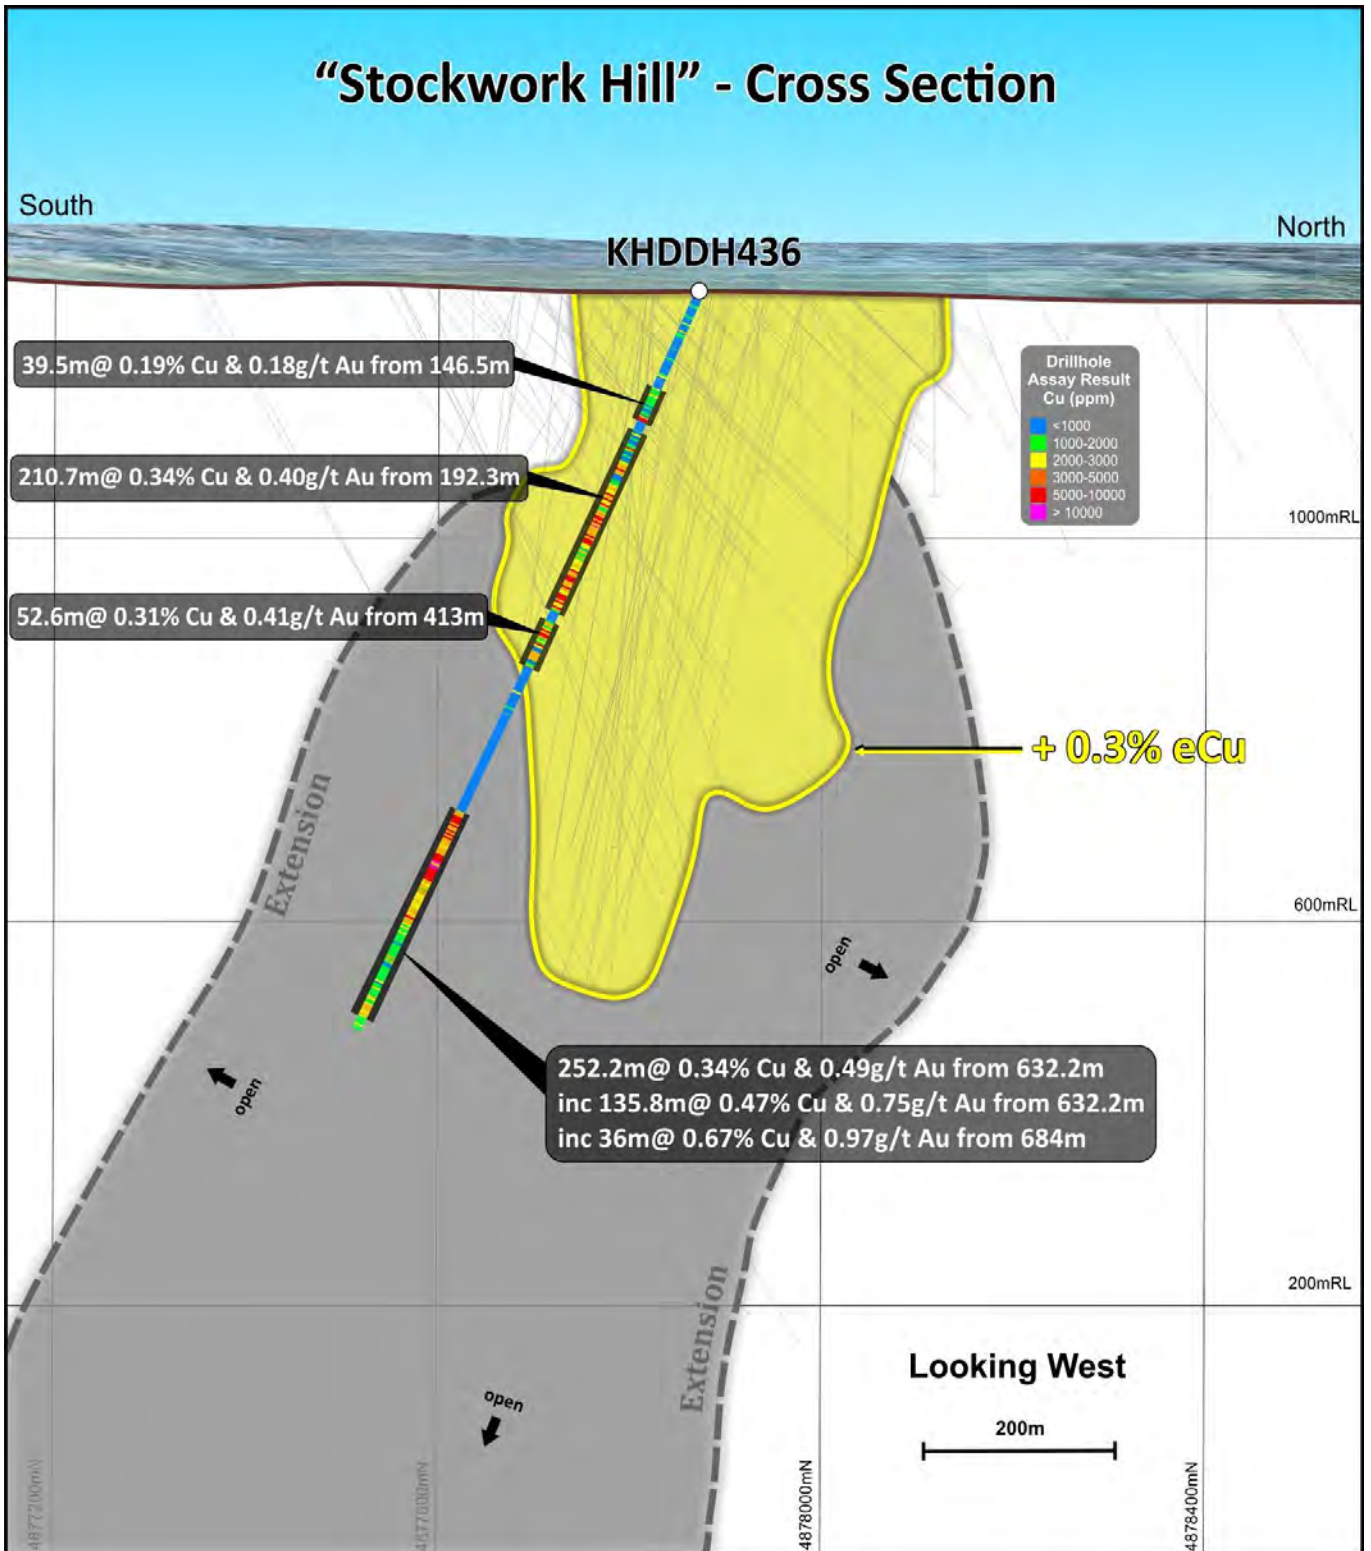 “Stockwork Hill” - Cross Section
South
North
KHDDH436
39.5m@ 0.19% Cu & 0.18g/t Au from 146.5m
Drillhole
Assay Result
Cu (ppm)
<1000
1000-2000
2000-3000
3000-5000
5000-10000
> 10000
210.7m@ 0.34% Cu & 0.40g/t Au from 192.3m
1000mRL
52.6m@ 0.31% Cu & 0.41g/t Au from 413m
+ 0.3% eCu
Extension
600mRL
open
open
252.2m@ 0.34% Cu & 0.49g/t Au from 632.2m
inc 135.8m@ 0.47% Cu & 0.75g/t Au from 632.2m
inc 36m@ 0.67% Cu & 0.97g/t Au from 684m
200mRL
Extension
Looking West
200m
open
4877200mN
4877600mN
4878000mN
4878400mN